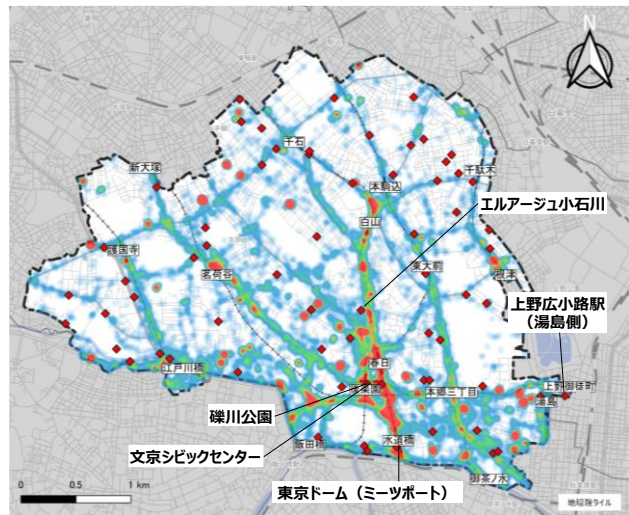 N
千石
新大塚
本駒込
千駄木
エルアージュ小石川
白山
護国寺
東大前
根津
茗荷谷
上野広小路駅
（湯島側）
春日
江戸川橋
後楽園
本郷三丁目
上野御徒町
湯島
礫川公園
水道橋
飯田橋
文京シビックセンター
御茶ノ水
東京ドーム（ミーツポート）
0 0.5 1 km
地理院タイル